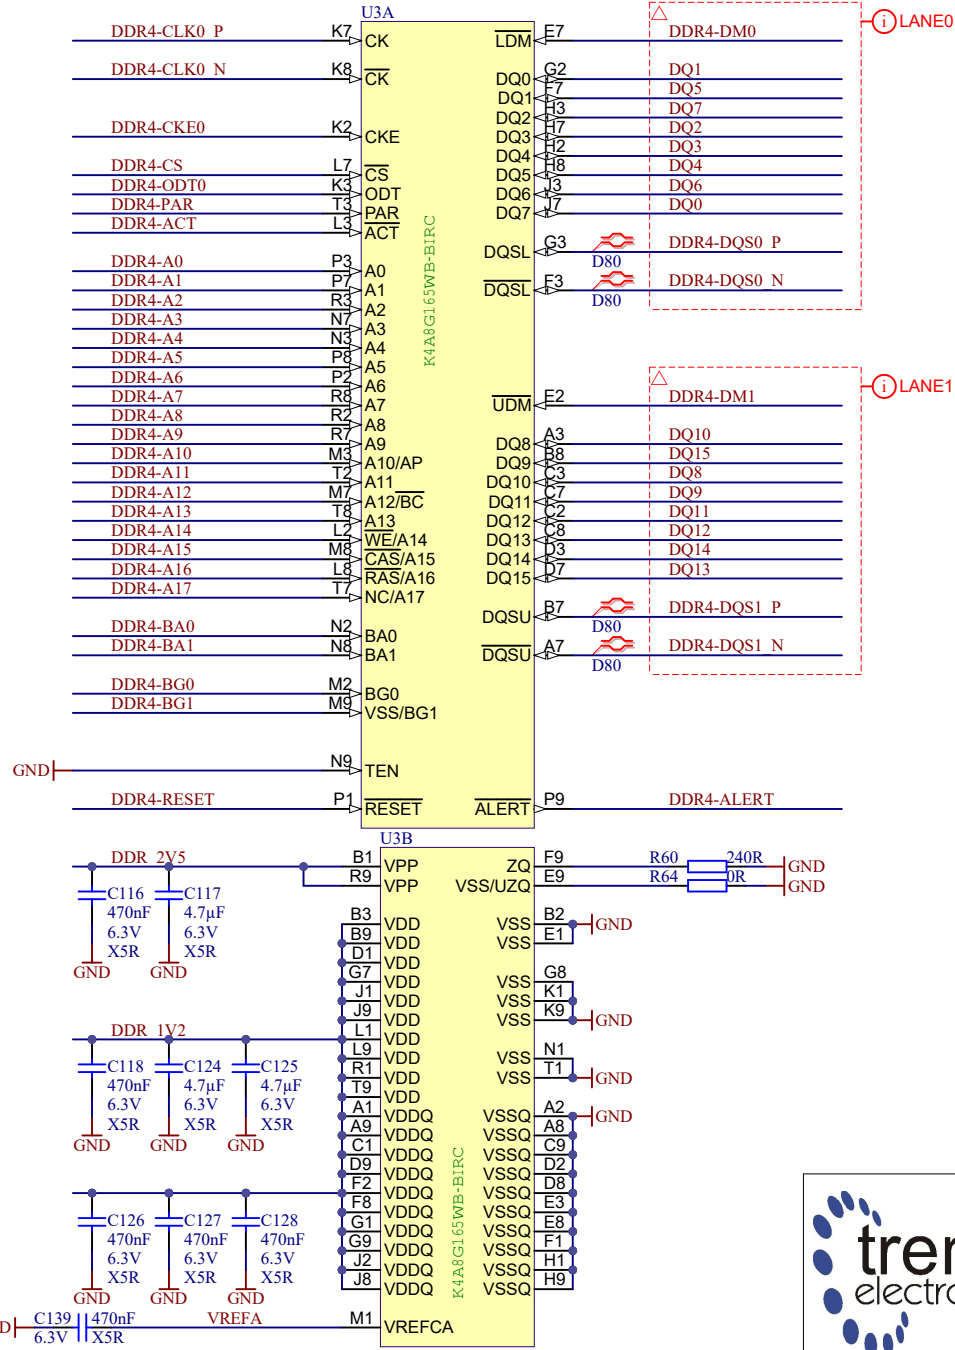 U3A
DDR4-CLK0_P K7 CK LDM E7 DDR4-DM0 LANE0
DDR4-CLK0_N K8 CK DQ0 G2 DQ1
DQ1 F7 DQ5
DQ2 H3 DQ7
DDR4-CKE0 K2 CKE DQ3 H7 DQ2
DQ4 H2 DQ3
DDR4-CS L7 CS DQ5 H8 DQ4
DDR4-ODT0 K3 ODT DQ6 J3 DQ6
DDR4-PAR T3 PAR DQ7 J7 DQ0
DDR4-ACT L3 ACT
DQSL G3 DDR4-DQS0_P
D80
DDR4-A0 P3 A0
DDR4-A1 P7 A1 DQSL F3 DDR4-DQS0_N
D80
DDR4-A2 R3 A2
DDR4-A3 N7 A3
DDR4-A4 N3 A4
DDR4-A5 P8 A5
DDR4-A6 P2 A6 LANE1
DDR4-A7 R8 A7 UDM E2 DDR4-DM1
DDR4-A8 R2 A8
DDR4-A9 R7 A9 DQ8 A3 DQ10
DDR4-A10 M3 A10/AP DQ9 B8 DQ15
DDR4-A11 T2 A11 DQ10 C3 DQ8
DDR4-A12 M7 A12/BC DQ11 C7 DQ9
DDR4-A13 T8 A13 DQ12 C2 DQ11
DDR4-A14 L2 WE/A14 DQ13 C8 DQ12
DDR4-A15 M8 CAS/A15 DQ14 D3 DQ14
DDR4-A16 L8 RAS/A16 DQ15 D7 DQ13
DDR4-A17 T7 NC/A17
DQSU B7 DDR4-DQS1_P
D80
DDR4-BA0 N2 BA0
DDR4-BA1 N8 BA1 DQSU A7 DDR4-DQS1_N
D80
DDR4-BG0 M2 BG0
DDR4-BG1 M9 VSS/BG1
GND N9 TEN
DDR4-RESET P1 RESET ALERT P9 DDR4-ALERT
K4A8G165WB-BIRC
U3B
DDR_2V5 B1 VPP ZQ F9 R60 240R GND
R9 VPP VSS/UZQ E9 R64 0R GND
C116 C117
470nF 4.7µF
6.3V 6.3V
X5R X5R
GND GND
B3 VDD VSS B2 GND
B9 VDD VSS E1
D1 VDD
G7 VDD VSS G8
J1 VDD VSS K1
J9 VDD VSS K9 GND
DDR_1V2 L1 VDD
L9 VDD VSS N1
R1 VDD VSS T1 GND
T9 VDD
C118 C124 C125
470nF 4.7µF 4.7µF
6.3V 6.3V 6.3V
X5R X5R X5R
GND GND GND
A1 VDDQ VSSQ A2 GND
A9 VDDQ VSSQ A8
C1 VDDQ VSSQ C9
D9 VDDQ VSSQ D2
F2 VDDQ VSSQ D8
F8 VDDQ VSSQ E3
G1 VDDQ VSSQ E8
G9 VDDQ VSSQ F1
J2 VDDQ VSSQ H1
J8 VDDQ VSSQ H9
C126 C127 C128
470nF 470nF 470nF
6.3V 6.3V 6.3V
X5R X5R X5R
GND GND GND
D C139 470nF VREFA M1 VREFCA
6.3V X5R
K4A8G165WB-BIRC
tren
electro